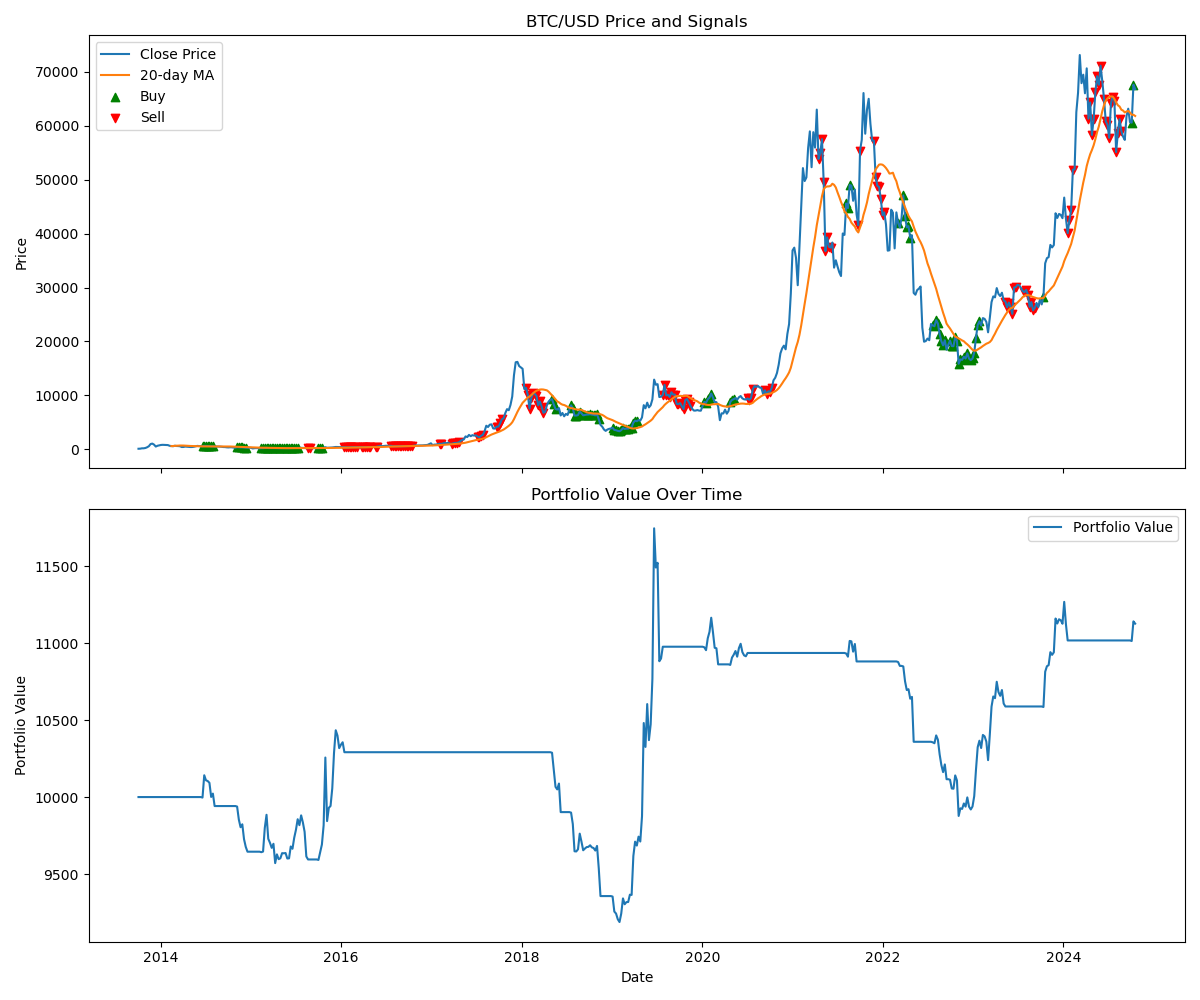 BTC/USD Price and Signals
Close Price
20-day MA
Buy
Sell
Price
70000
60000
50000
40000
30000
20000
10000
0
Portfolio Value Over Time
Portfolio Value
Portfolio Value
11500
11000
10500
10000
9500
2014
2016
2018
2020
2022
2024
Date